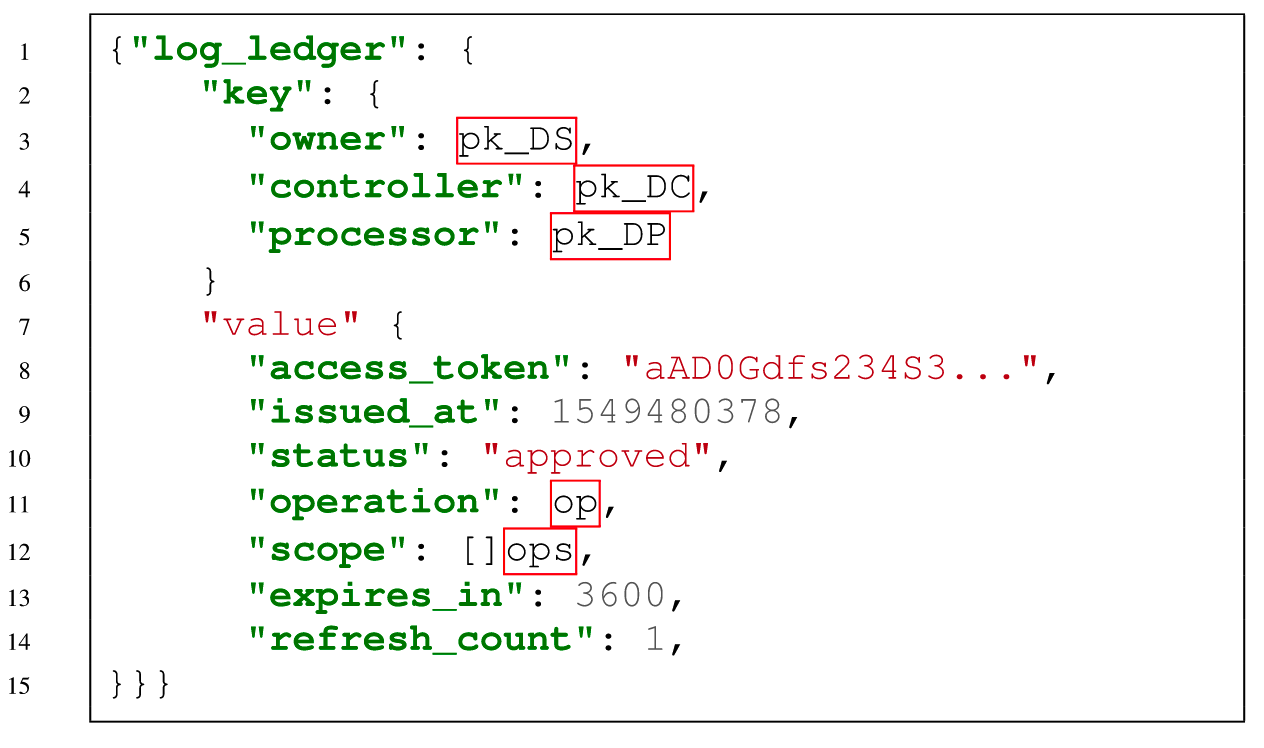 1 {"log_ledger": {
2 "key": {
3 "owner": pk_DS,
4 "controller": pk_DC,
5 "processor": pk_DP
6 }
7 "value" {
8 "access_token": "aAD0Gdfs234S3...",
9 "issued_at": 1549480378,
10 "status": "approved",
11 "operation": op,
12 "scope": []ops,
13 "expires_in": 3600,
14 "refresh_count": 1,
15 }}}